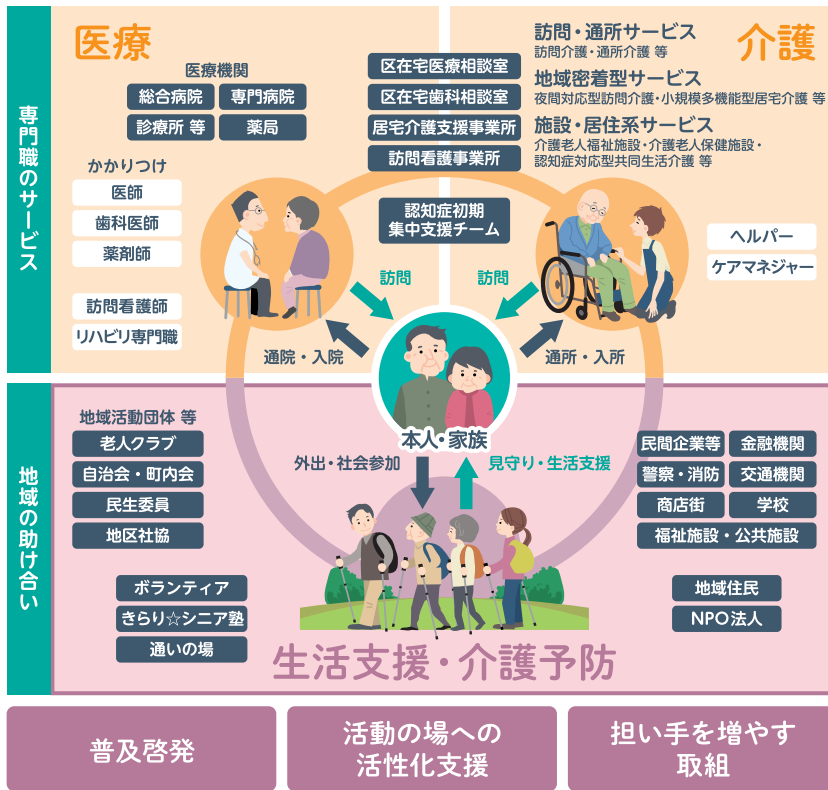 専門職のサービス
医療
医療機関
総合病院
専門病院
診療所 等
薬局
かかりつけ
医師
歯科医師
薬剤師
訪問看護師
リハビリ専門職
区在宅医療相談室
区在宅歯科相談室
居宅介護支援事業所
訪問看護事業所
認知症初期
集中支援チーム
介護
訪問・通所サービス
訪問介護・通所介護 等
地域密着型サービス
夜間対応型訪問介護・小規模多機能型居宅介護 等
施設・居住系サービス
介護老人福祉施設・介護老人保健施設・
認知症対応型共同生活介護 等
ヘルパー
ケアマネジャー
訪問
訪問
通院・入院
通所・入所
本人・家族
地域の助け合い
外出・社会参加
見守り・生活支援
地域活動団体 等
老人クラブ
自治会・町内会
民生委員
地区社協
ボランティア
きらり☆シニア塾
通いの場
民間企業等
金融機関
警察・消防
交通機関
商店街
学校
福祉施設・公共施設
地域住民
NPO法人
生活支援・介護予防
普及啓発
活動の場への
活性化支援
担い手を増やす
取組